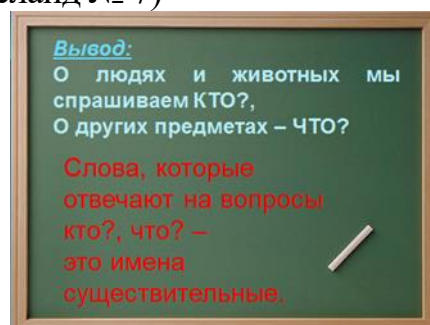 Вывод:
О людях и животных мы
спрашиваем КТО?,
О других предметах – ЧТО?
Слова, которые
отвечают на вопросы
кто?, что? –
это имена
существительные.